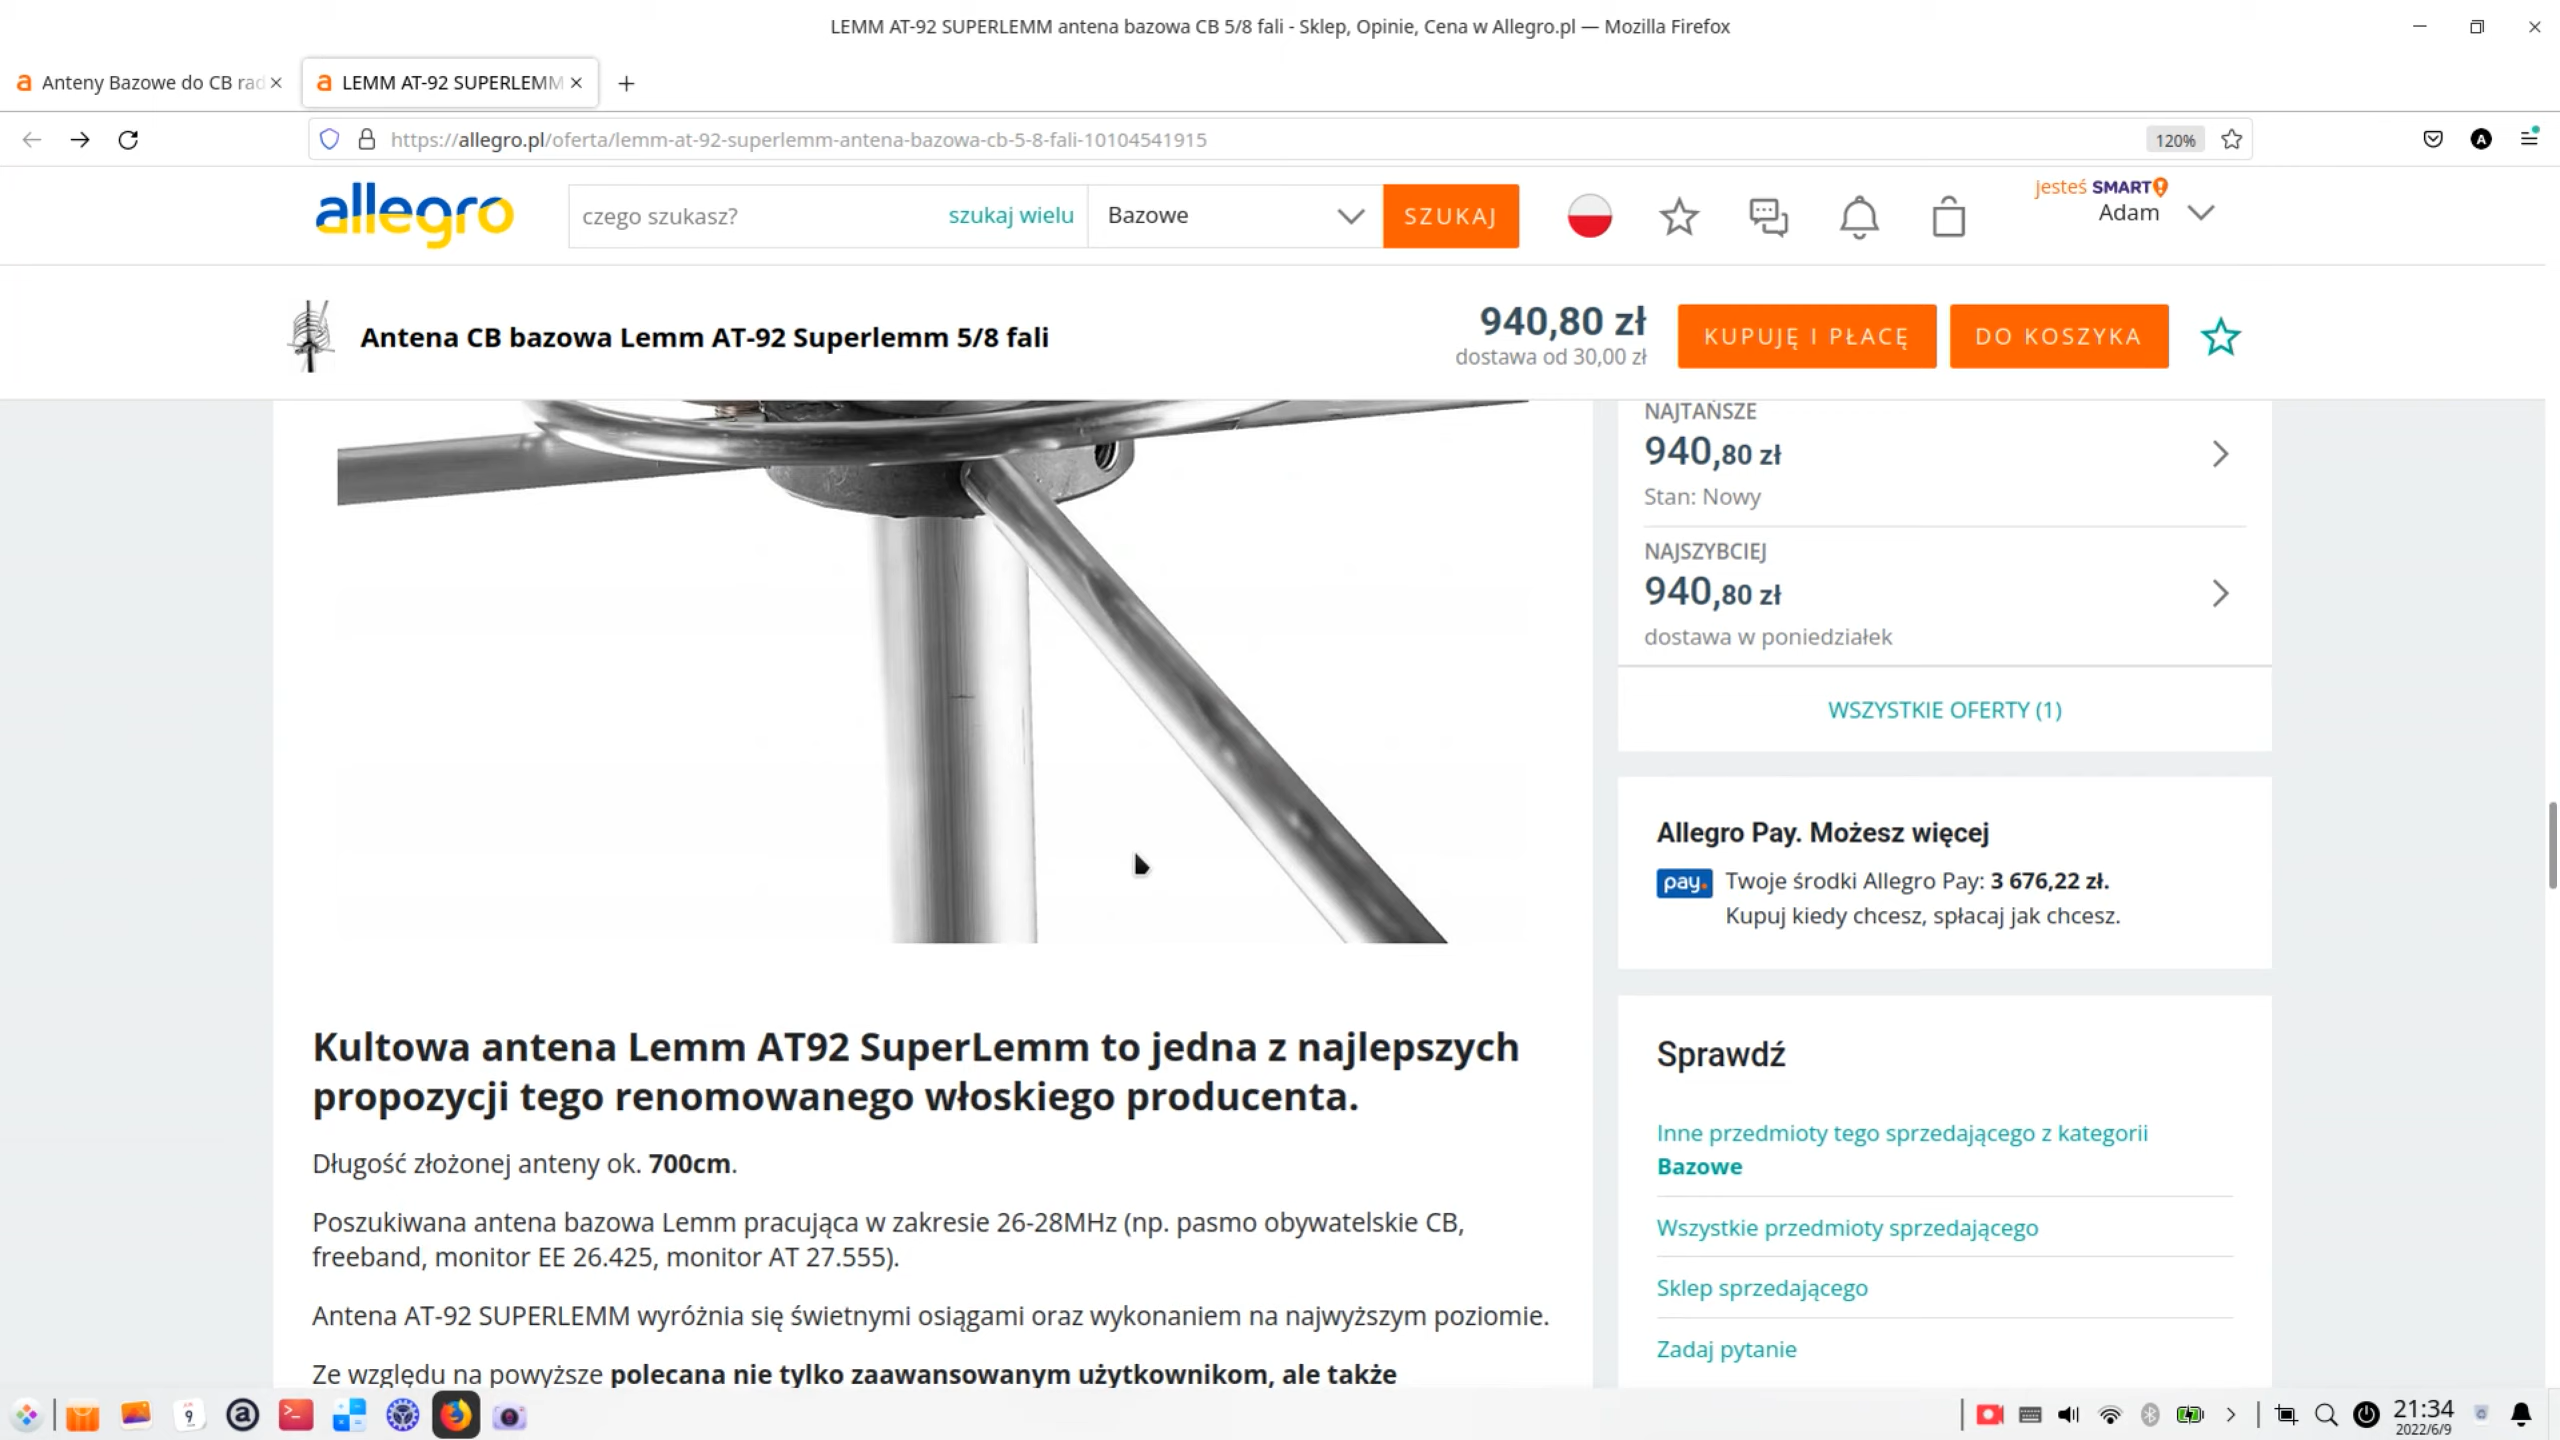 LEMM AT-92 SUPERLEMM antena bazowa CB 5/8 fali - Sklep, Opinie, Cena w Allegro.pl — Mozilla Firefox
Anteny Bazowe do CB rad
LEMM AT-92 SUPERLEMM
https://allegro.pl/oferta/lemm-at-92-superlemm-antena-bazowa-cb-5-8-fali-10104541915
120%
allegro
czego szukasz?
szukaj wielu
Bazowe
SZUKAJ
jesteś SMART!
Adam
Antena CB bazowa Lemm AT-92 Superlemm 5/8 fali
940,80 zł
dostawa od 30,00 zł
KUPUJĘ I PŁACĘ
DO KOSZYKA
NAJTAŃSZE
940,80 zł
Stan: Nowy
NAJSZYBCIEJ
940,80 zł
dostawa w poniedziałek
WSZYSTKIE OFERTY (1)
Allegro Pay. Możesz więcej
pay.
Twoje środki Allegro Pay: 3 676,22 zł.
Kupuj kiedy chcesz, spłacaj jak chcesz.
Kultowa antena Lemm AT92 SuperLemm to jedna z najlepszych
propozycji tego renomowanego włoskiego producenta.
Długość złożonej anteny ok. 700cm.
Poszukiwana antena bazowa Lemm pracująca w zakresie 26-28MHz (np. pasmo obywatelskie CB,
freeband, monitor EE 26.425, monitor AT 27.555).
Antena AT-92 SUPERLEMM wyróżnia się świetnymi osiągami oraz wykonaniem na najwyższym poziomie.
Ze względu na powyższe polecana nie tylko zaawansowanym użytkownikom, ale także
Sprawdź
Inne przedmioty tego sprzedającego z kategorii
Bazowe
Wszystkie przedmioty sprzedającego
Sklep sprzedającego
Zadaj pytanie
9
21:34
2022/6/9